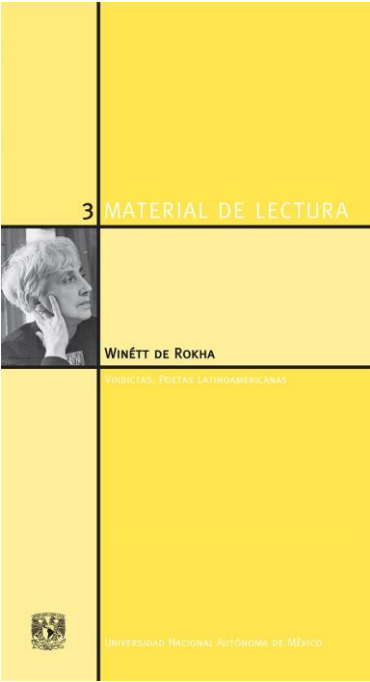 3 MATERIAL DE LECTURA
WINÉTT DE ROKHA
VINDICTAS. POETAS LATINOAMERICANAS
UNIVERSIDAD NACIONAL AUTÓNOMA DE MÉXICO